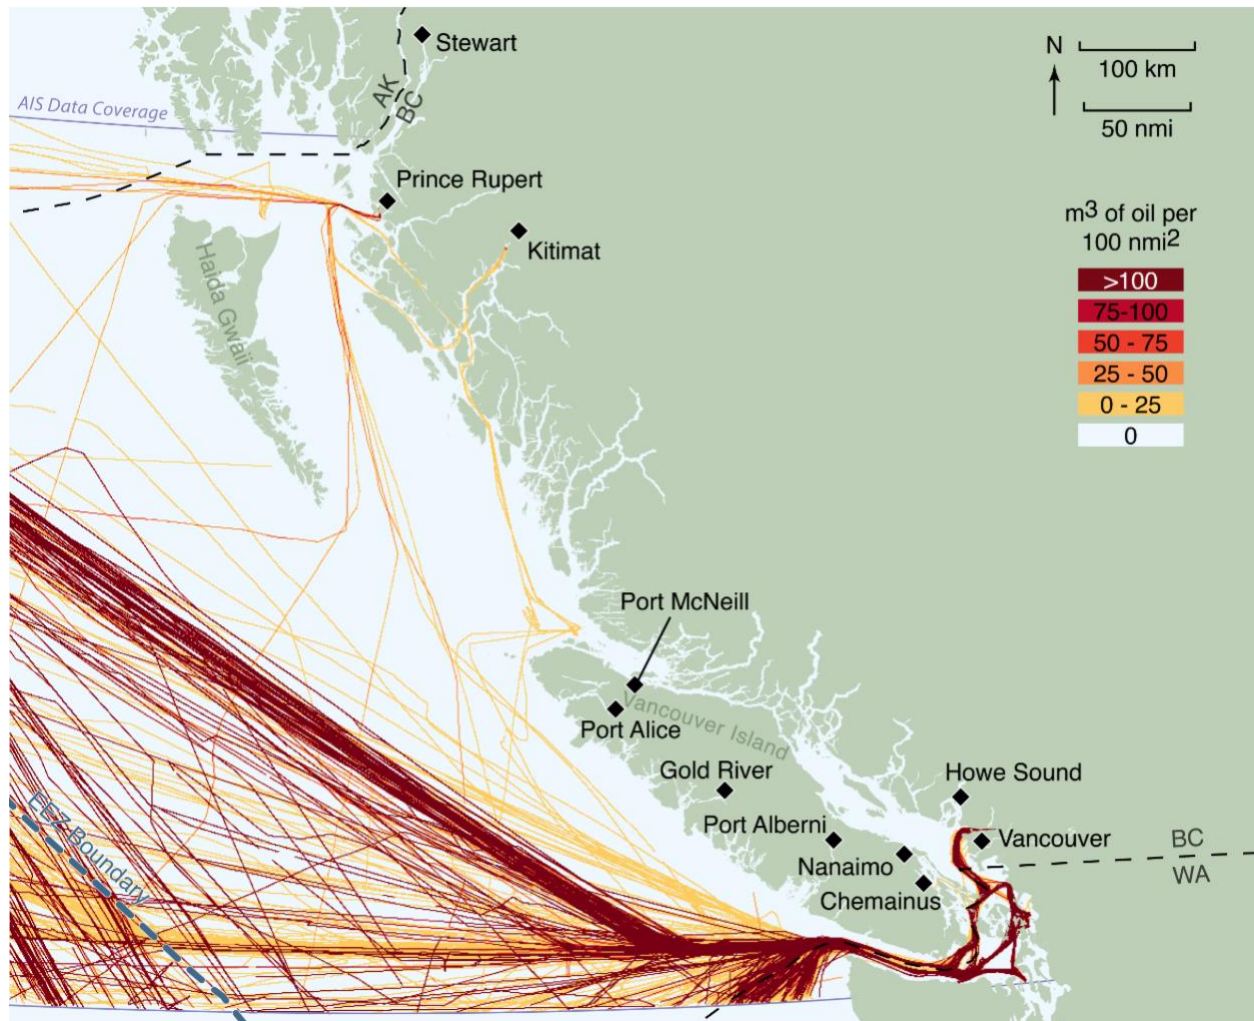 Stewart
N
100 km
50 nmi
AIS Data Coverage
AK
BC
Prince Rupert
Kitimat
m3 of oil per
100 nmi2
>100
75-100
50 - 75
25 - 50
0 - 25
0
Haida Gwaii
Port McNeill
Vancouver Island
Port Alice
Gold River
Howe Sound
Port Alberni
Vancouver
BC
WA
Nanaimo
Chemainus
EEZ Boundary